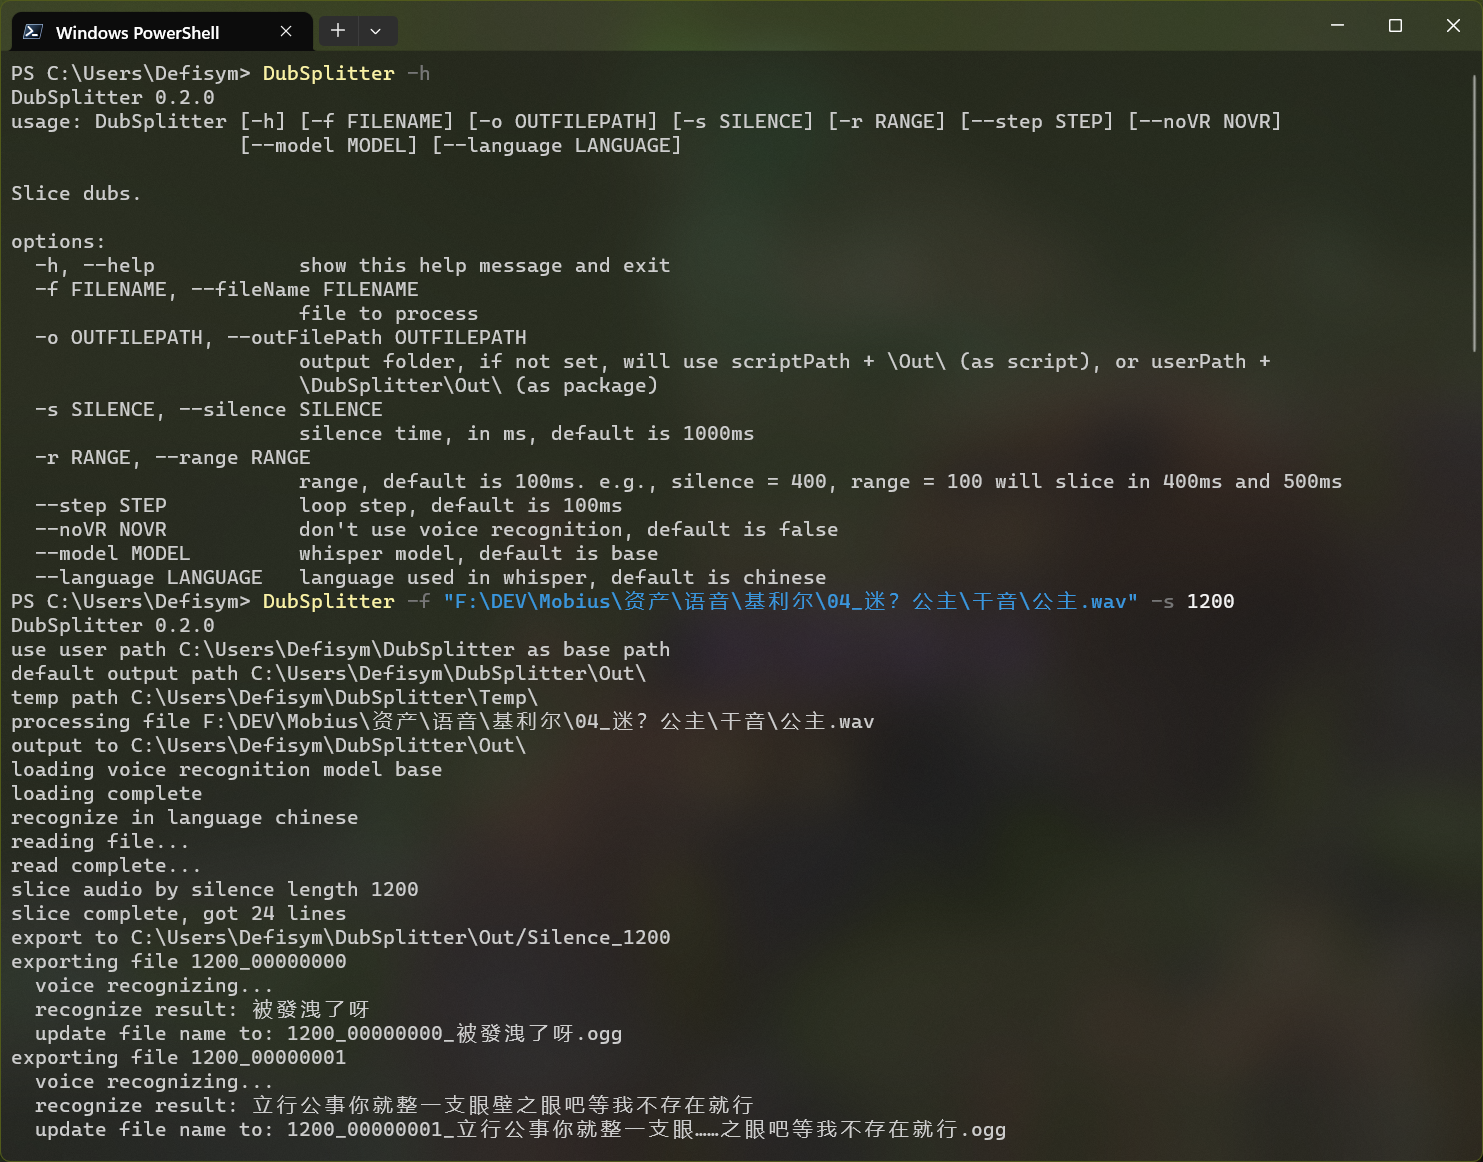 Windows PowerShell
PS C:\Users\Defisym> DubSplitter -h
DubSplitter 0.2.0
usage: DubSplitter [-h] [-f FILENAME] [-o OUTFILEPATH] [-s SILENCE] [-r RANGE] [--step STEP] [--noVR NOVR]
[--model MODEL] [--language LANGUAGE]
Slice dubs.
options:
-h, --help show this help message and exit
-f FILENAME, --fileName FILENAME
file to process
-o OUTFILEPATH, --outFilePath OUTFILEPATH
output folder, if not set, will use scriptPath + \Out\ (as script), or userPath +
\DubSplitter\Out\ (as package)
-s SILENCE, --silence SILENCE
silence time, in ms, default is 1000ms
-r RANGE, --range RANGE
range, default is 100ms. e.g., silence = 400, range = 100 will slice in 400ms and 500ms
--step STEP loop step, default is 100ms
--noVR NOVR don't use voice recognition, default is false
--model MODEL whisper model, default is base
--language LANGUAGE language used in whisper, default is chinese
PS C:\Users\Defisym> DubSplitter -f "F:\DEV\Mobius\资产\语音\基利尔\04_迷？公主\干音\公主.wav" -s 1200
DubSplitter 0.2.0
use user path C:\Users\Defisym\DubSplitter as base path
default output path C:\Users\Defisym\DubSplitter\Out\
temp path C:\Users\Defisym\DubSplitter\Temp\
processing file F:\DEV\Mobius\资产\语音\基利尔\04_迷？公主\干音\公主.wav
output to C:\Users\Defisym\DubSplitter\Out\
loading voice recognition model base
loading complete
recognize in language chinese
reading file...
read complete...
slice audio by silence length 1200
slice complete, got 24 lines
export to C:\Users\Defisym\DubSplitter\Out/Silence_1200
exporting file 1200_00000000
voice recognizing...
recognize result: 被發洩了呀
update file name to: 1200_00000000_被發洩了呀.ogg
exporting file 1200_00000001
voice recognizing...
recognize result: 立行公事你就整一支眼壁之眼吧等我不存在就行
update file name to: 1200_00000001_立行公事你就整一支眼……之眼吧等我不存在就行.ogg